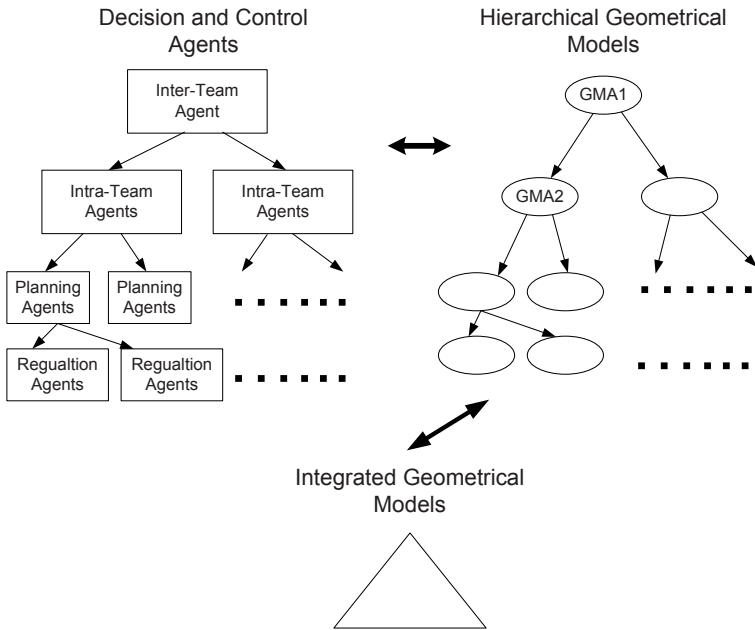 Decision and Control
Agents
Hierarchical Geometrical
Models
Inter-Team
Agent
GMA1
Intra-Team
Agents
Intra-Team
Agents
GMA2
Planning
Agents
Planning
Agents
Regualtion
Agents
Regualtion
Agents
Integrated Geometrical
Models